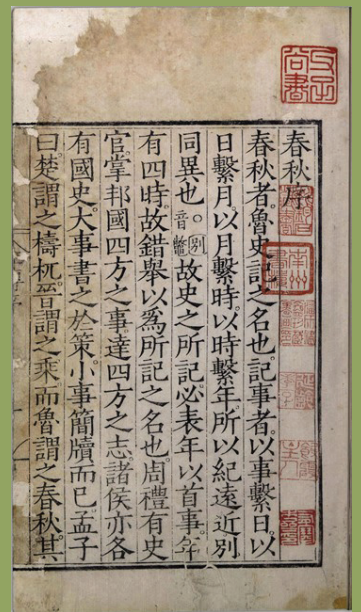 春秋序
春秋者魯史記之名也記事者以事繫日以
日繫月以月繫時以時繫年所以紀遠近別
同異也。音鼈別故史之所記必表年以首事年
有四時故錯舉以爲所記之名也周禮有史
官掌邦國四方之事達四方之志諸侯亦各
有國史大事書之於策小事簡牘而已孟子
曰楚謂之檮杌晉謂之乘而魯謂之春秋其